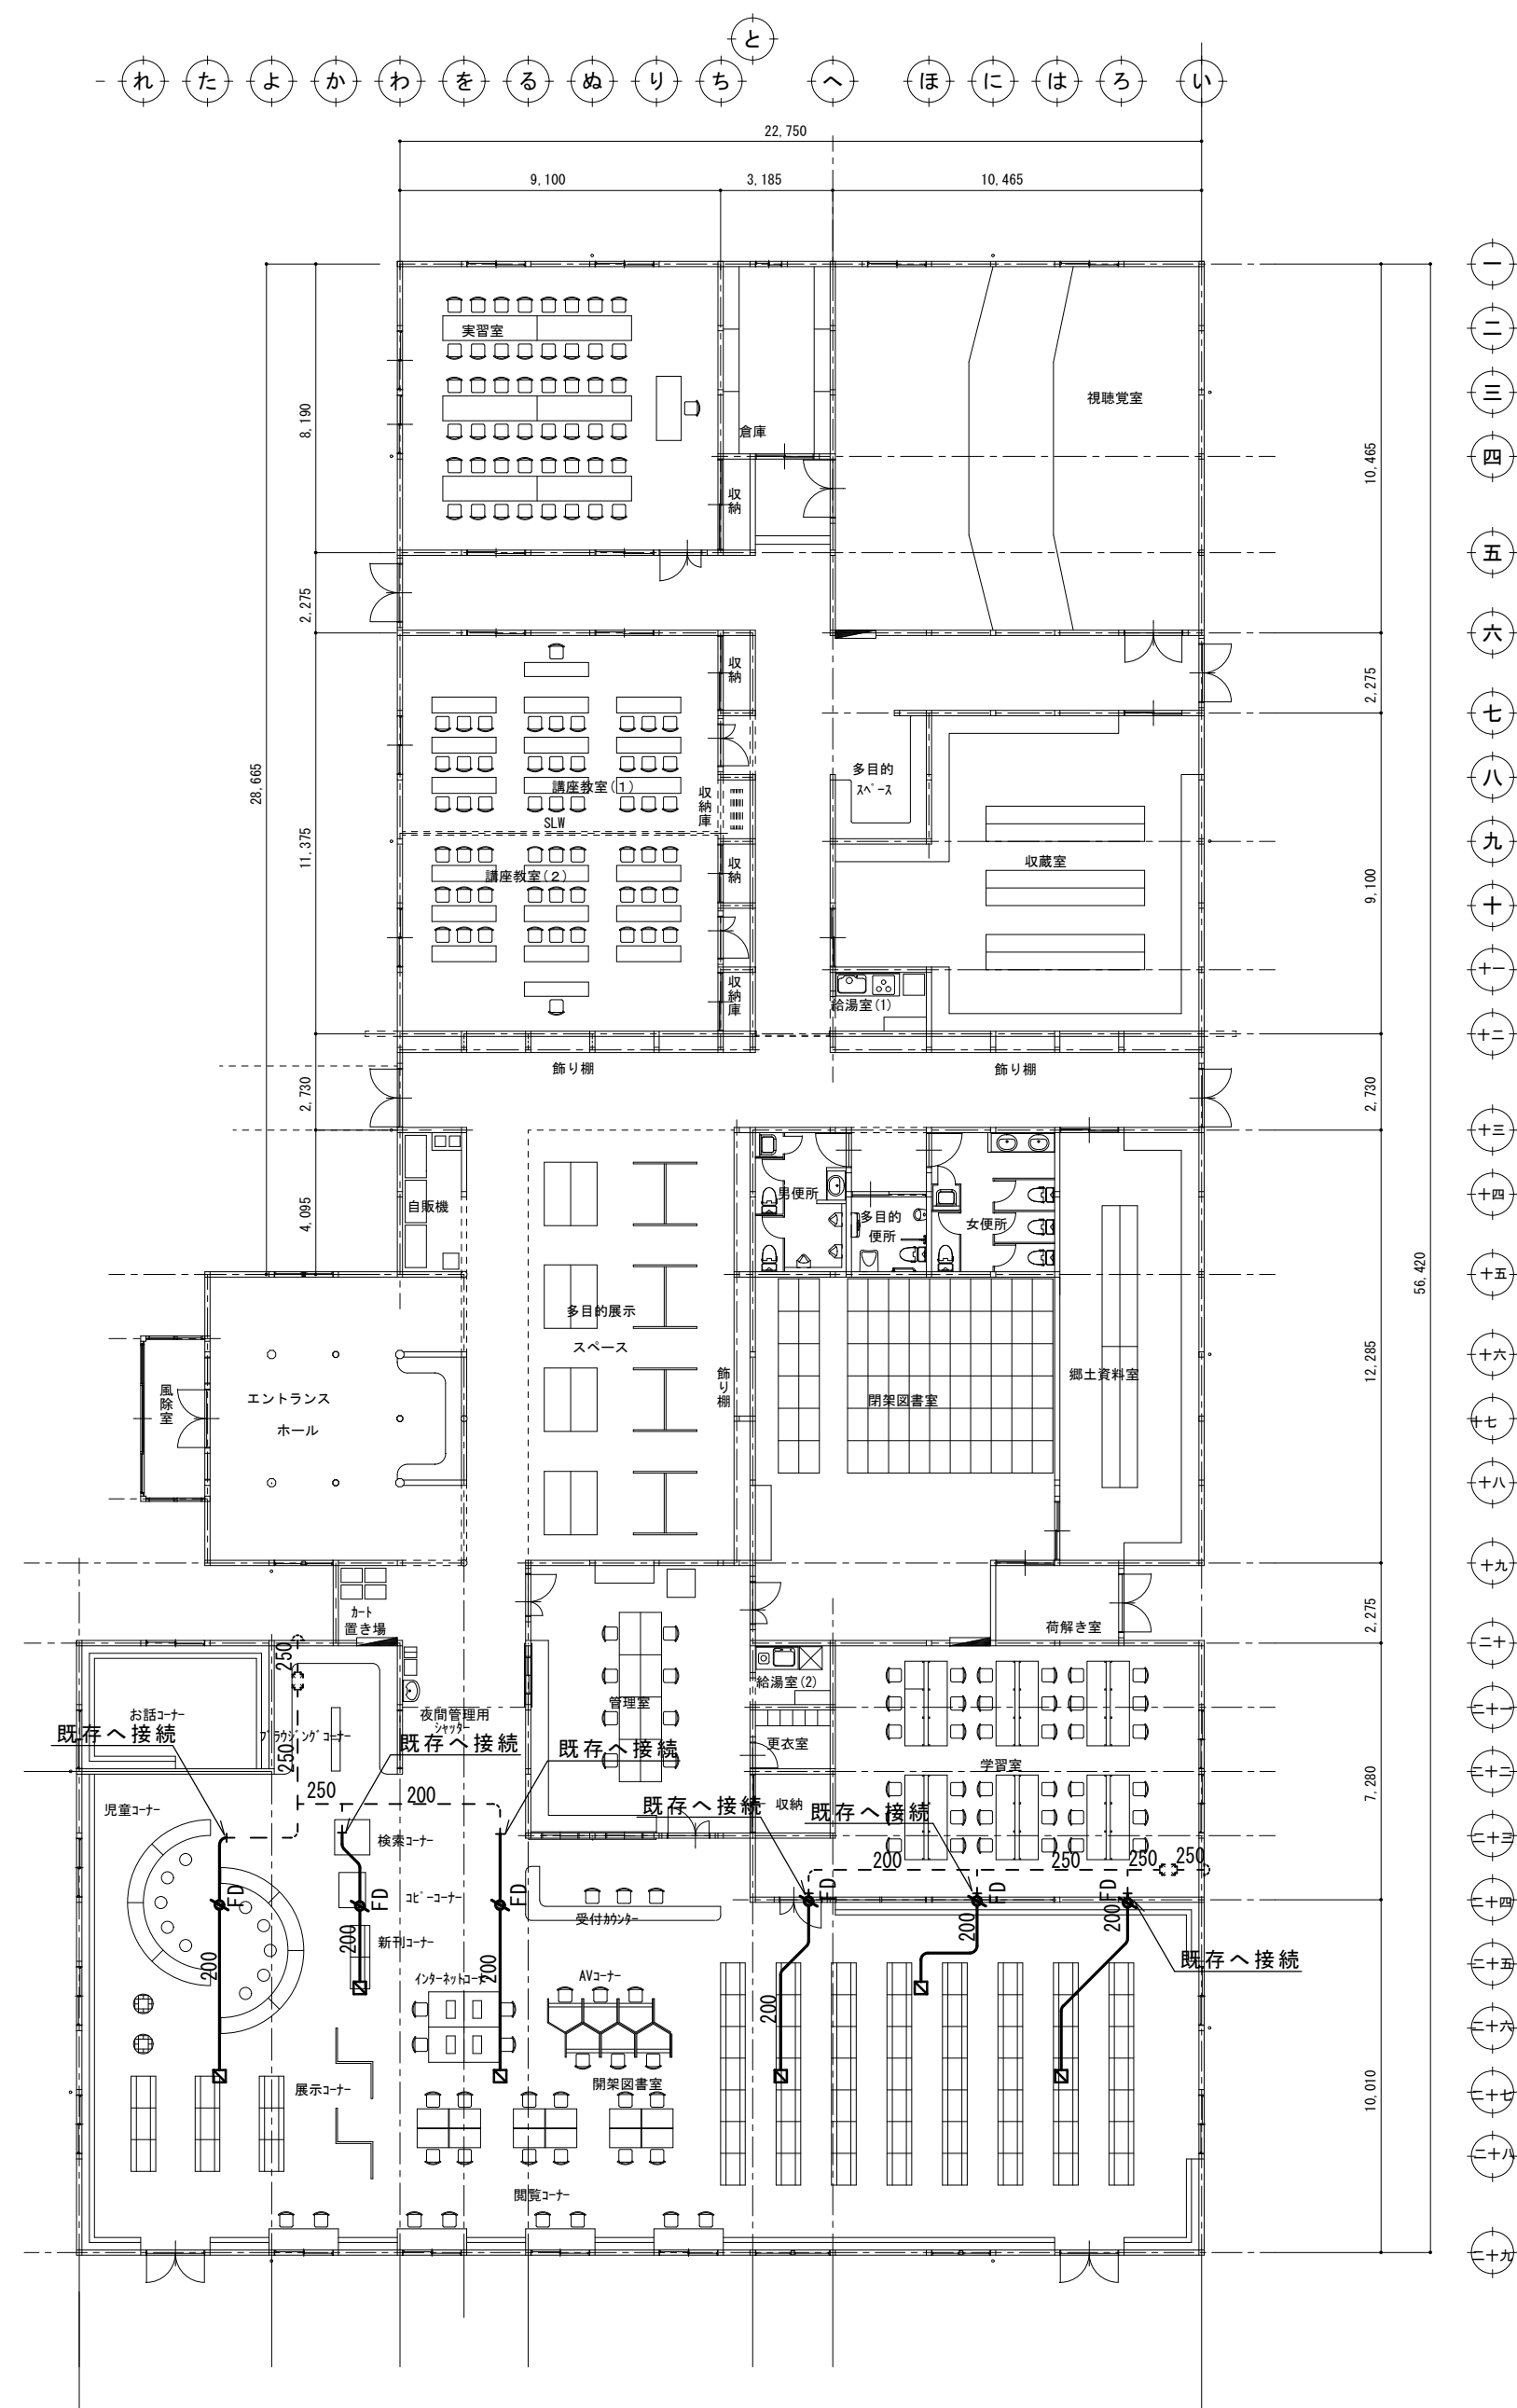 と
れ た よ か わ を る ぬ り ち へ ほ に は ろ い
22,750
9,100 3,185 10,465
一
二
三
四
五
六
七
八
九
十
十一
十二
十三
十四
十五
十六
十七
十八
十九
二十
二十一
二十二
二十三
二十四
二十五
二十六
二十七
二十八
二十九
28,665
8,190
2,275
11,375
2,730
4,095
10,465
2,275
9,100
2,730
12,285
2,275
7,280
10,010
56,420
実習室
倉庫
視聴覚室
収納
収納
講座教室(1)
収納庫
SLW
講座教室(2)
収納
収納庫
多目的
スペース
収蔵室
給湯室(1)
飾り棚
飾り棚
自販機
男便所
多目的
便所
女便所
多目的展示
スペース
飾り棚
風除室
エントランス
ホール
閉架図書室
郷土資料室
カート
置き場
荷解き室
お話コーナー
ブラウジングコーナー
夜間管理用
シャッター
管理室
給湯室(2)
更衣室
収納
学習室
既存へ接続
既存へ接続
既存へ接続
既存へ接続
既存へ接続
既存へ接続
250
250
250
200
200
250
250
250
児童コーナー
検索コーナー
コピーコーナー
新刊コーナー
受付カウンター
FD
FD
FD
FD
FD
FD
200
200
200
200
200
200
インターネットコーナー
AVコーナー
展示コーナー
開架図書室
閲覧コーナー